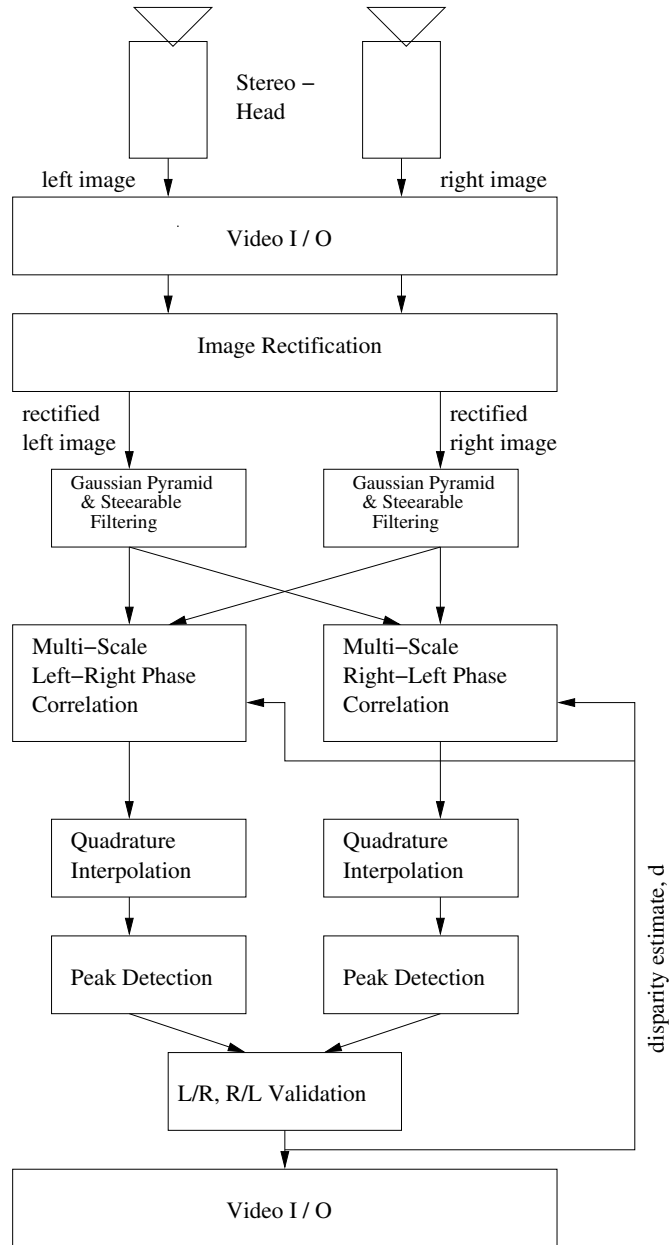 Stereo −
Head
left image
right image
Video I / O
Image Rectification
rectified
left image
rectified
right image
Gaussian Pyramid
& Steearable
Filtering
Gaussian Pyramid
& Steearable
Filtering
Multi−Scale
Left−Right Phase
Correlation
Multi−Scale
Right−Left Phase
Correlation
Quadrature
Interpolation
Quadrature
Interpolation
Peak Detection
Peak Detection
disparity estimate, d
L/R, R/L Validation
Video I / O